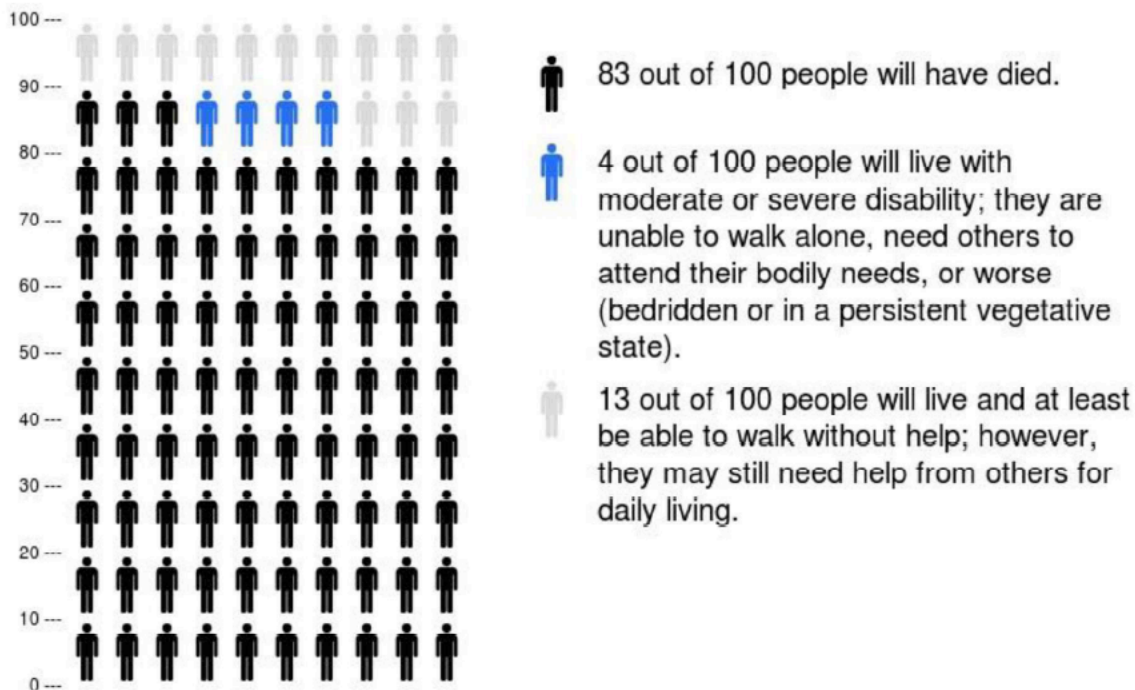 100 ---
90 ---
80 ---
70 ---
60 ---
50 ---
40 ---
30 ---
20 ---
10 ---
0 ---
83 out of 100 people will have died.
4 out of 100 people will live with
moderate or severe disability; they are
unable to walk alone, need others to
attend their bodily needs, or worse
(bedridden or in a persistent vegetative
state).
13 out of 100 people will live and at least
be able to walk without help; however,
they may still need help from others for
daily living.